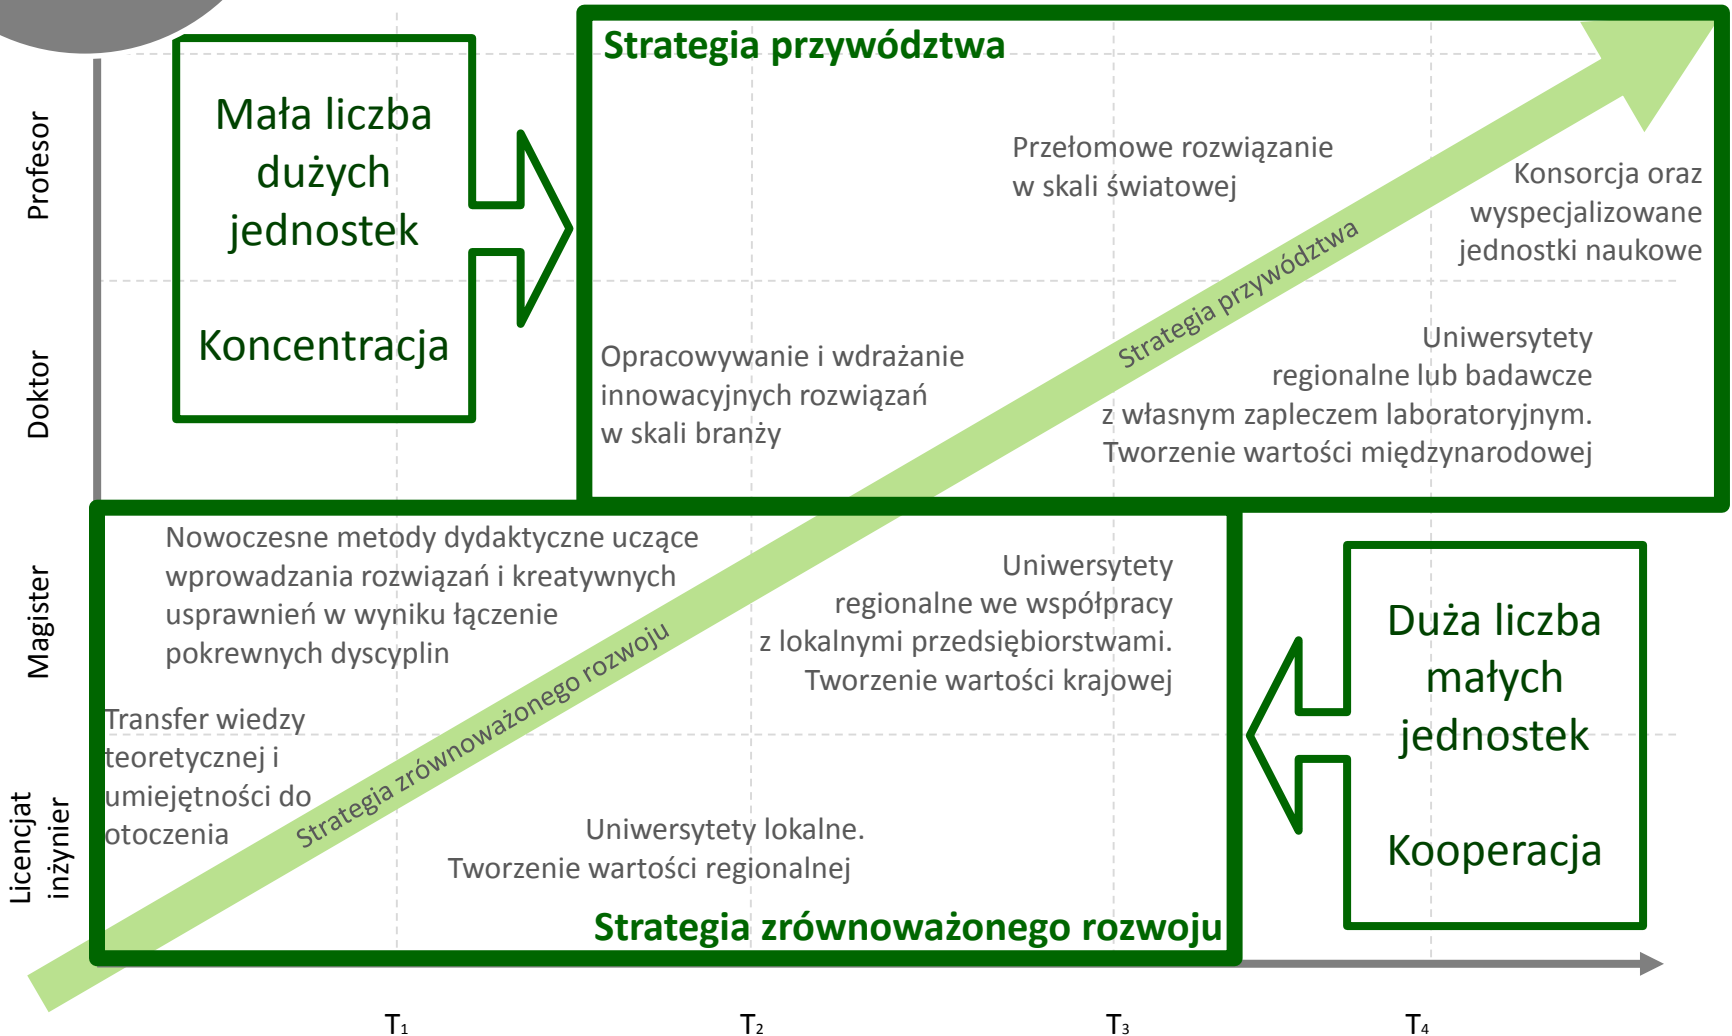 Strategia przywództwa
Mała liczba
dużych
jednostek
Koncentracja
Profesor
Przełomowe rozwiązanie
w skali światowej
Konsorcja oraz
wyspecjalizowane
jednostki naukowe
Strategia przywództwa
Doktor
Opracowywanie i wdrażanie
innowacyjnych rozwiązań
w skali branży
Uniwersytety
regionalne lub badawcze
z własnym zapleczem laboratoryjnym.
Tworzenie wartości międzynarodowej
Magister
Nowoczesne metody dydaktyczne uczące
wprowadzania rozwiązań i kreatywnych
usprawnień w wyniku łączenie
pokrewnych dyscyplin
Uniwersytety
regionalne we współpracy
z lokalnymi przedsiębiorstwami.
Tworzenie wartości krajowej
Duża liczba
małych
jednostek
Kooperacja
Strategia zrównoważonego rozwoju
Licencjat
inżynier
Transfer wiedzy
teoretycznej i
umiejętności do
otoczenia
Uniwersytety lokalne.
Tworzenie wartości regionalnej
Strategia zrównoważonego rozwoju
T1
T2
T3
T4